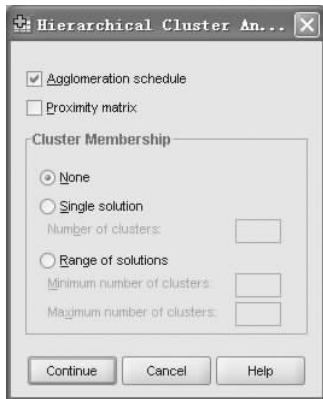 Hierarchical Cluster An...
Agglomeration schedule
Proximity matrix
Cluster Membership
None
Single solution
Number of clusters:
Range of solutions
Minimum number of clusters:
Maximum number of clusters:
Continue Cancel Help